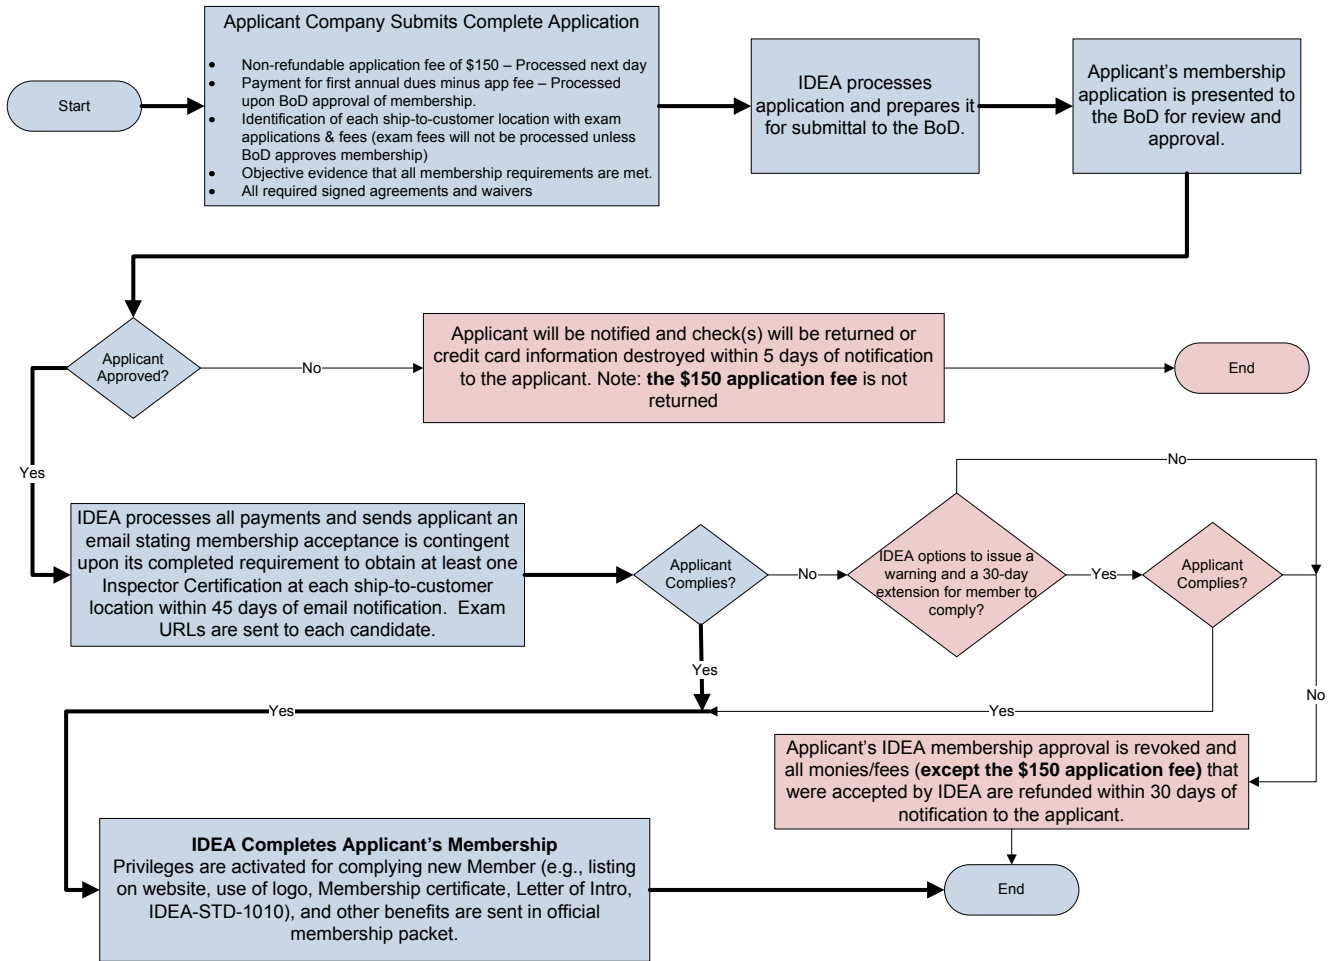 Start
Applicant Company Submits Complete Application
• Non-refundable application fee of $150 – Processed next day
• Payment for first annual dues minus app fee – Processed
upon BoD approval of membership.
• Identification of each ship-to-customer location with exam
applications & fees (exam fees will not be processed unless
BoD approves membership)
• Objective evidence that all membership requirements are met.
• All required signed agreements and waivers
IDEA processes
application and prepares it
for submittal to the BoD.
Applicant’s membership
application is presented to
the BoD for review and
approval.
Applicant
Approved?
No
Applicant will be notified and check(s) will be returned or
credit card information destroyed within 5 days of notification
to the applicant. Note: the $150 application fee is not
returned
End
Yes
IDEA processes all payments and sends applicant an
email stating membership acceptance is contingent
upon its completed requirement to obtain at least one
Inspector Certification at each ship-to-customer
location within 45 days of email notification.  Exam
URLs are sent to each candidate.
Applicant
Complies?
No
IDEA options to issue a
warning and a 30-day
extension for member to
comply?
No
Yes
Applicant
Complies?
No
Yes
Yes
Yes
Applicant’s IDEA membership approval is revoked and
all monies/fees (except the $150 application fee) that
were accepted by IDEA are refunded within 30 days of
notification to the applicant.
IDEA Completes Applicant’s Membership
Privileges are activated for complying new Member (e.g., listing
on website, use of logo, Membership certificate, Letter of Intro,
IDEA-STD-1010), and other benefits are sent in official
membership packet.
End